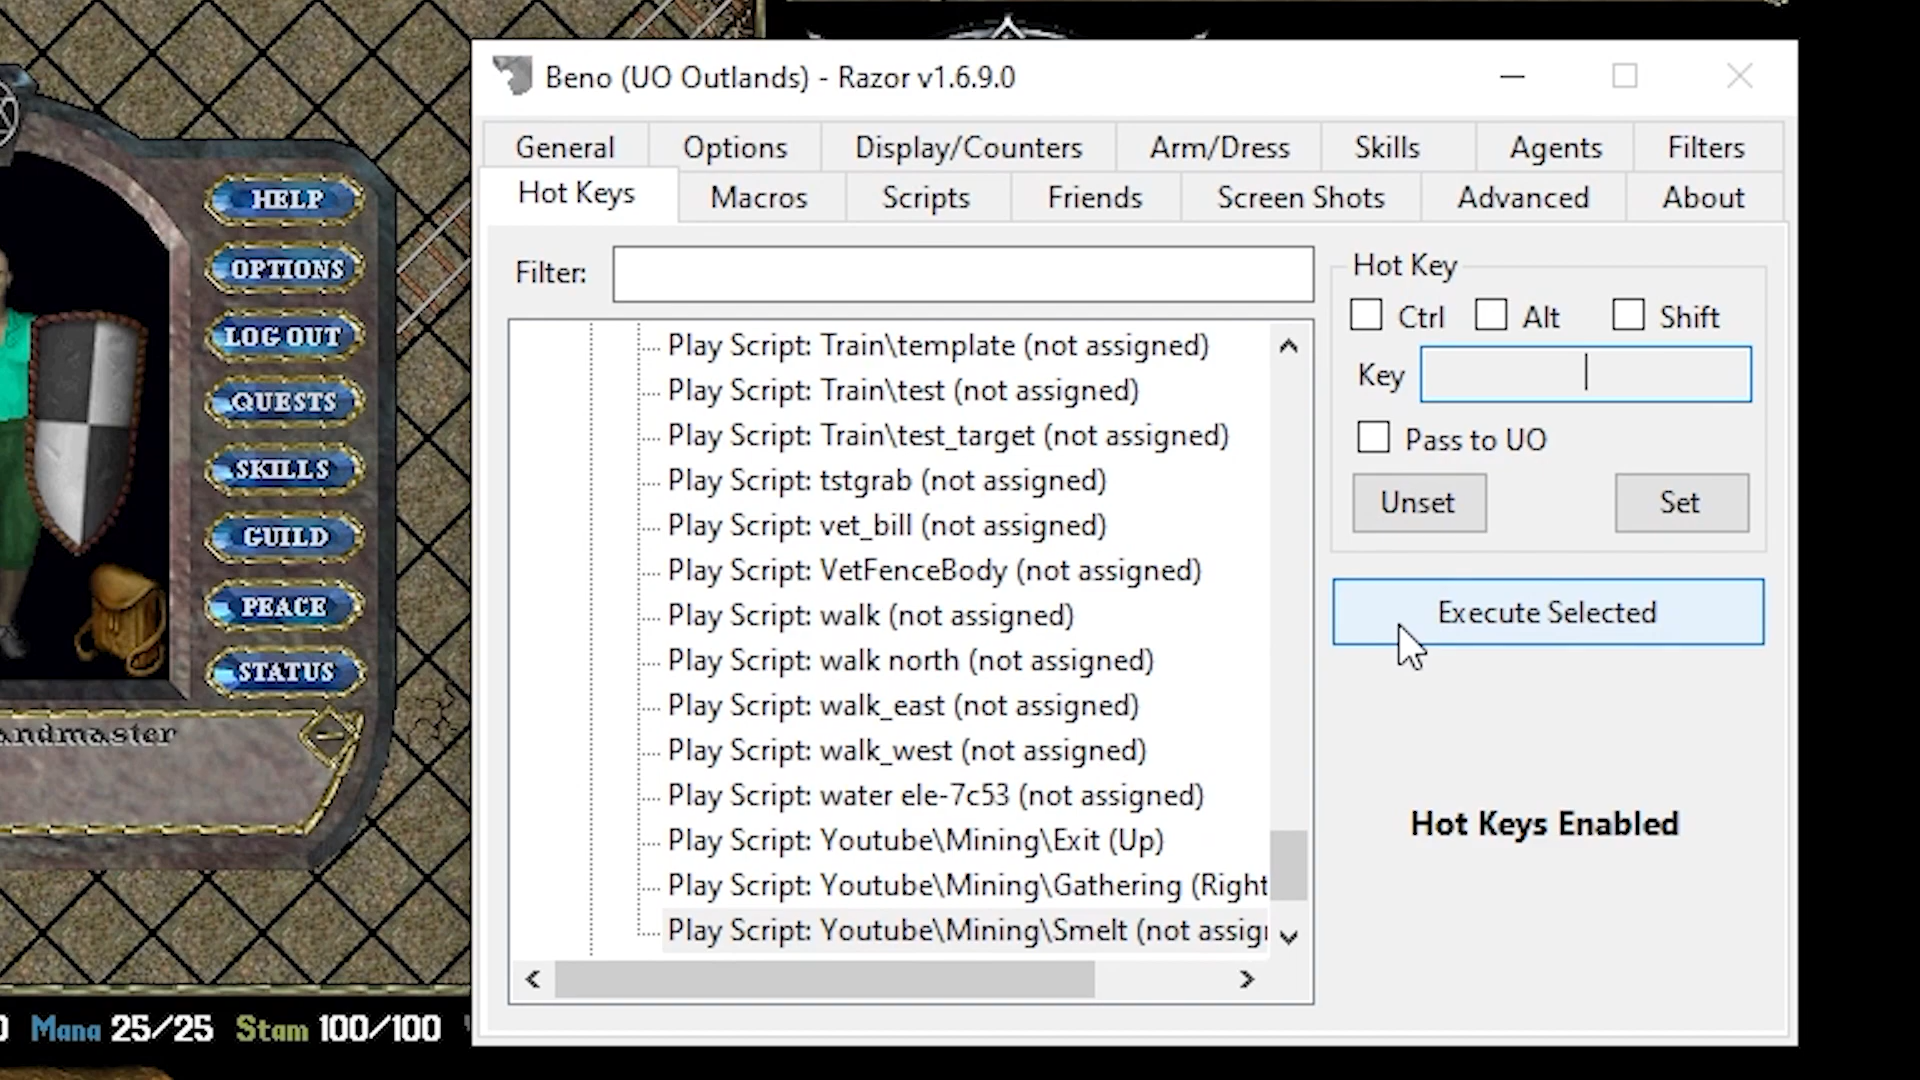 Beno (UO Outlands) - Razor v1.6.9.0
General Options Display/Counters Arm/Dress Skills Agents Filters
Hot Keys Macros Scripts Friends Screen Shots Advanced About
Filter:
Play Script: Train\template (not assigned)
Play Script: Train\test (not assigned)
Play Script: Train\test_target (not assigned)
Play Script: tstgrab (not assigned)
Play Script: vet_bill (not assigned)
Play Script: VetFenceBody (not assigned)
Play Script: walk (not assigned)
Play Script: walk north (not assigned)
Play Script: walk_east (not assigned)
Play Script: walk_west (not assigned)
Play Script: water ele-7c53 (not assigned)
Play Script: Youtube\Mining\Exit (Up)
Play Script: Youtube\Mining\Gathering (Right
Play Script: Youtube\Mining\Smelt (not assig
Hot Key
Ctrl Alt Shift
Key
Pass to UO
Unset Set
Execute Selected
Hot Keys Enabled
HELP
OPTIONS
LOG OUT
QUESTS
SKILLS
GUILD
PEACE
STATUS
andmaster
0 Mana 25/25 Stam 100/100